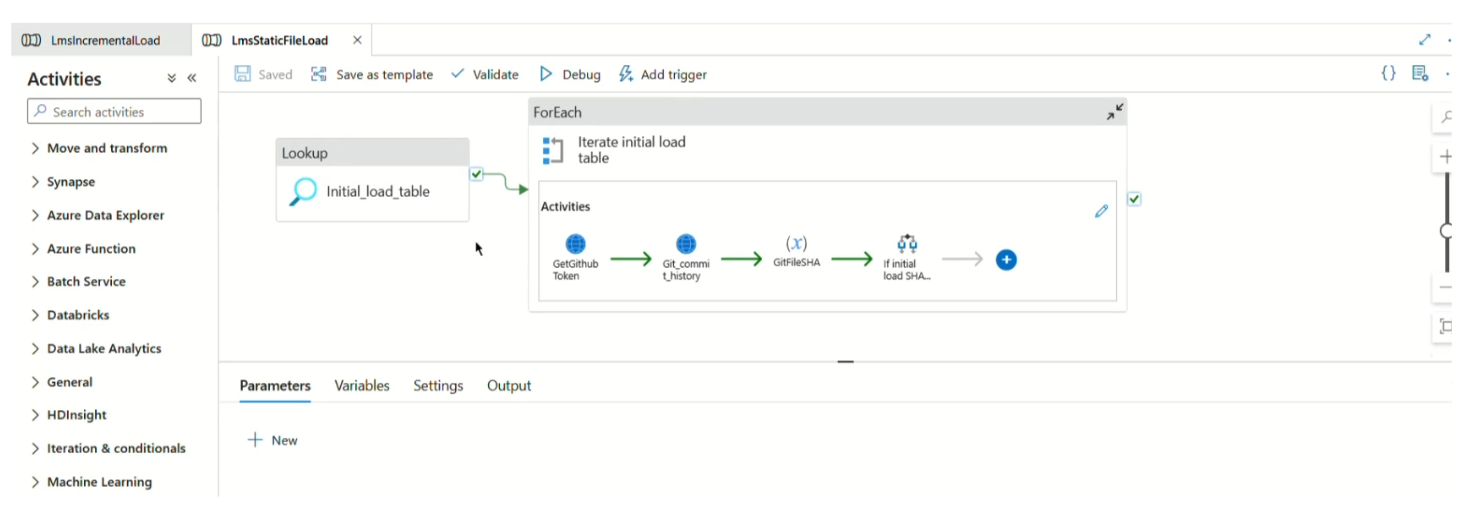 LmsIncrementalLoad
LmsStaticFileLoad
Activities
Search activities
Move and transform
Synapse
Azure Data Explorer
Azure Function
Batch Service
Databricks
Data Lake Analytics
General
HDInsight
Iteration & conditionals
Machine Learning
Saved
Save as template
Validate
Debug
Add trigger
{}
Lookup
Initial_load_table
ForEach
Iterate initial load
table
Activities
GetGithub
Token
Git_commi
t_history
(x)
GitFileSHA
If initial
load SHA...
Parameters
Variables
Settings
Output
New